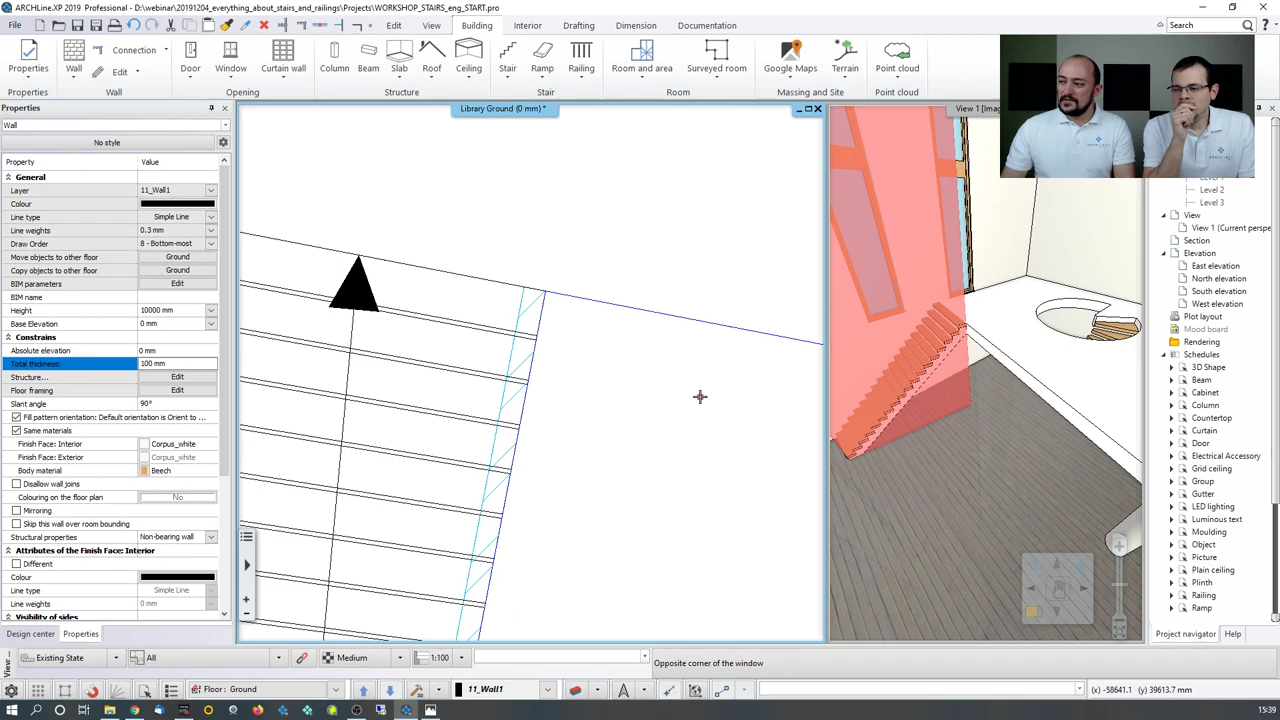 ARCHLine.XP 2019 Professional - C:\webinar\20191204_everything_about_stairs_and_railings\Projects\WORKSHOP_STAIRS_eng_START.pro
File
Edit View Building Interior Drafting Dimension Documentation
Search
Properties Wall Connection Edit Door Window Curtain wall Column Beam Slab Roof Ceiling Stair Ramp Railing Room and area Surveyed room Google Maps Terrain Point cloud
Properties Wall Opening Structure Stair Room Massing and Site Point cloud
Properties
Wall
No style
Property Value
General
Layer 11_Wall1
Colour
Line type Simple Line
Line weights 0.3 mm
Draw Order 8 - Bottom-most
Move objects to other floor Ground
Copy objects to other floor Ground
BIM parameters Edit
BIM name
Height 10000 mm
Base Elevation 0 mm
Constrains
Absolute elevation 0 mm
Total thickness: 100 mm
Structure... Edit
Floor framing Edit
Slant angle 90°
Fill pattern orientation: Default orientation is Orient to ...
Same materials
Finish Face: Interior Corpus_white
Finish Face: Exterior Corpus_white
Body material Beech
Disallow wall joins
Colouring on the floor plan No
Mirroring
Skip this wall over room bounding
Structural properties Non-bearing wall
Attributes of the Finish Face: Interior
Different
Colour
Line type Simple Line
Line weights 0 mm
Visibility of sides
Design center Properties
Library Ground (0 mm) *
View 1 [Imag
Level 2
Level 3
View
View 1 (Current perspe
Section
Elevation
East elevation
North elevation
South elevation
West elevation
Plot layout
Mood board
Rendering
Schedules
3D Shape
Beam
Cabinet
Column
Countertop
Curtain
Door
Electrical Accessory
Grid ceiling
Group
Gutter
LED lighting
Luminous text
Moulding
Object
Picture
Plain ceiling
Plinth
Railing
Ramp
Project navigator Help
View
Existing State All Medium 1:100 Opposite corner of the window
Floor : Ground 11_Wall1 (x) -58641.1 (y) 39613.7 mm
15:39